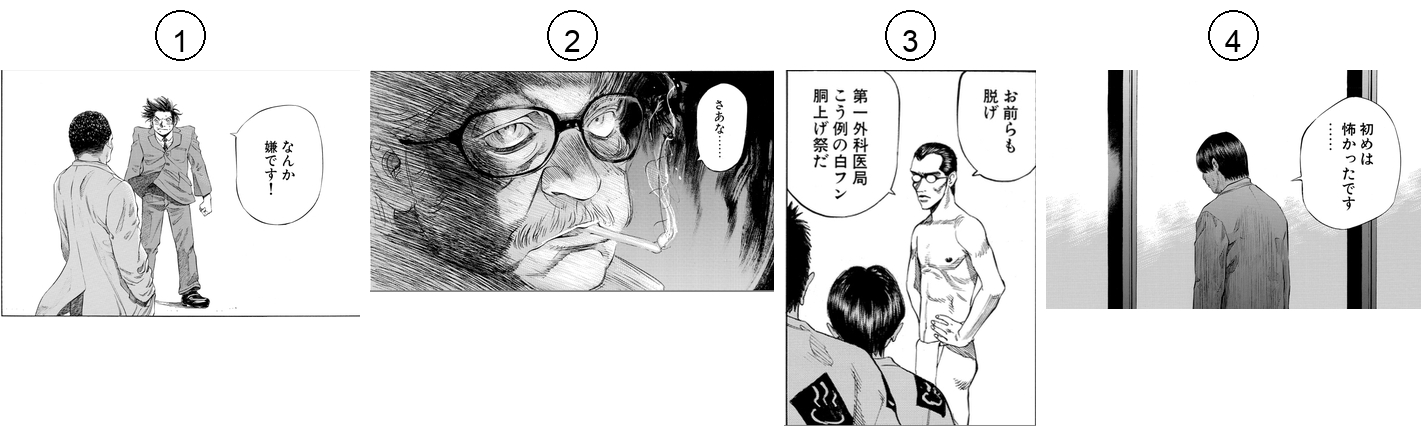 1
なんか
嫌です！
2
さあな……
3
お前らも
脱げ
第一外科医局
こう例の白フン
胴上げ祭だ
4
初めは
怖かったです
……